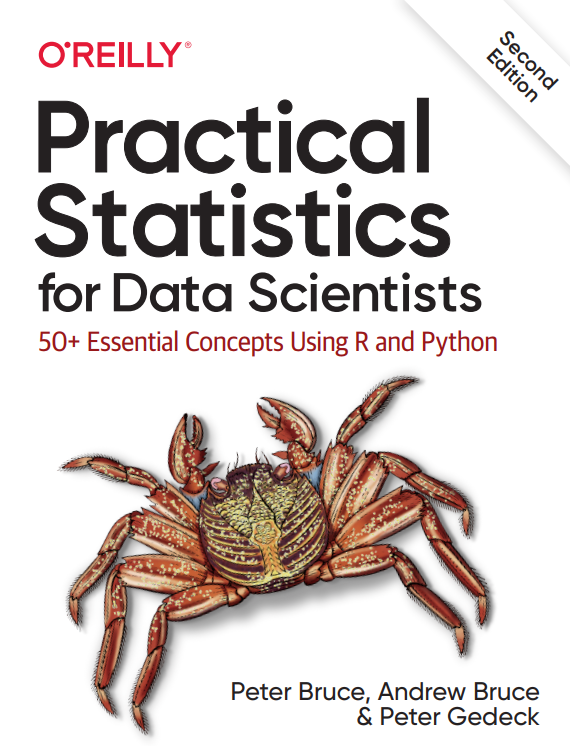 O'REILLY®
Second
Edition
Practical
Statistics
for Data Scientists
50+ Essential Concepts Using R and Python
Peter Bruce, Andrew Bruce
& Peter Gedeck